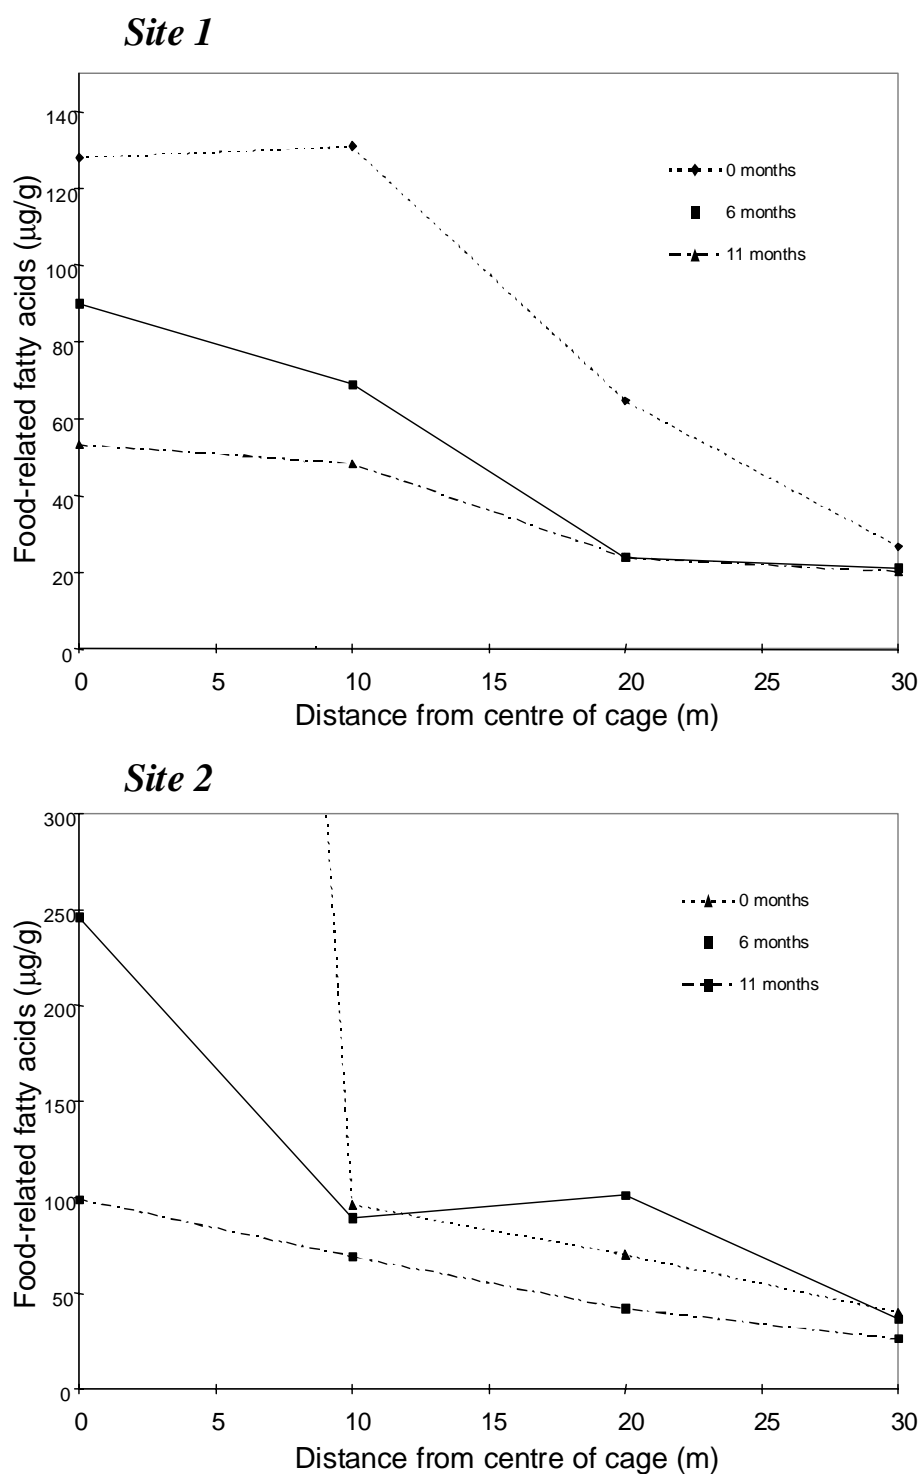 Site 1
Food-related fatty acids (µg/g)
140
120
100
80
60
40
20
0
0 months
6 months
11 months
0 5 10 15 20 25 30
Distance from centre of cage (m)
Site 2
Food-related fatty acids (µg/g)
300
250
200
150
100
50
0
0 months
6 months
11 months
0 5 10 15 20 25 30
Distance from centre of cage (m)